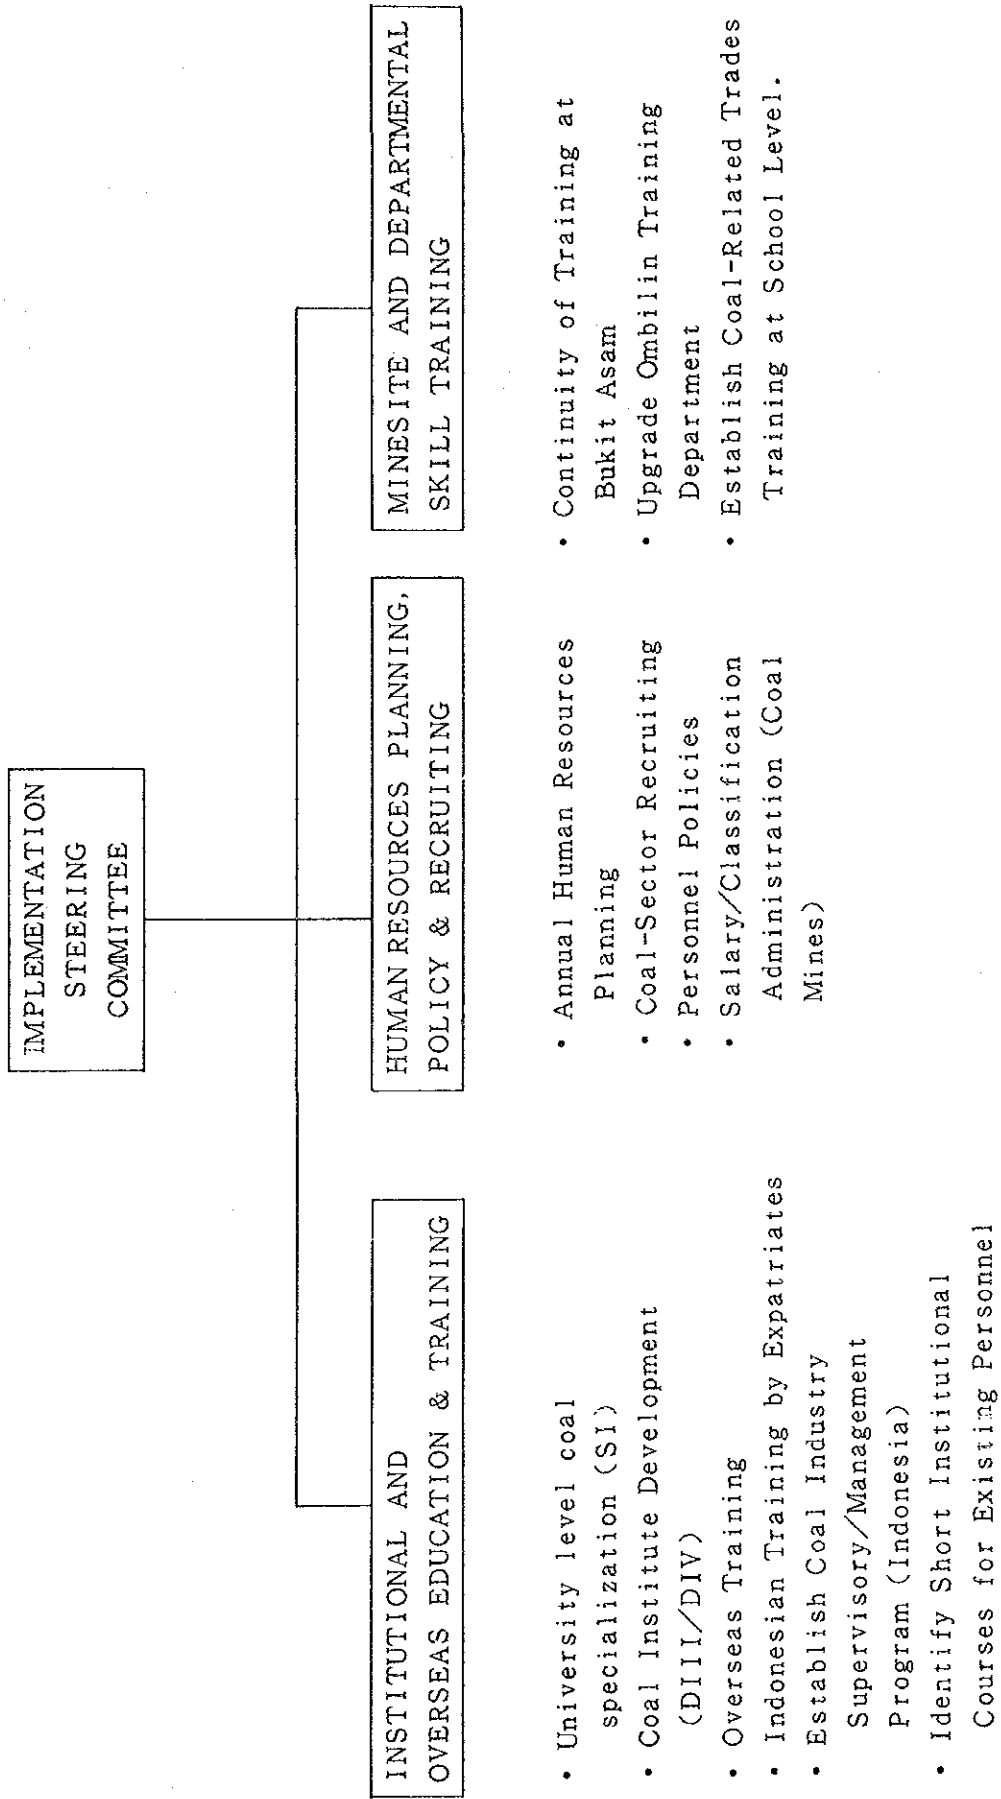 IMPLEMENTATION
STEERING
COMMITTEE
INSTITUTIONAL AND
OVERSEAS EDUCATION & TRAINING
• University level coal
specialization (SI)
• Coal Institute Development
(DIII/DIV)
• Overseas Training
• Indonesian Training by Expatriates
• Establish Coal Industry
Supervisory/Management
Program (Indonesia)
• Identify Short Institutional
Courses for Existing Personnel
HUMAN RESOURCES PLANNING,
POLICY & RECRUITING
• Annual Human Resources
Planning
• Coal-Sector Recruiting
• Personnel Policies
• Salary/Classification
Administration (Coal
Mines)
MINESITE AND DEPARTMENTAL
SKILL TRAINING
• Continuity of Training at
Bukit Asam
• Upgrade Ombilin Training
Department
• Establish Coal-Related Trades
Training at School Level.